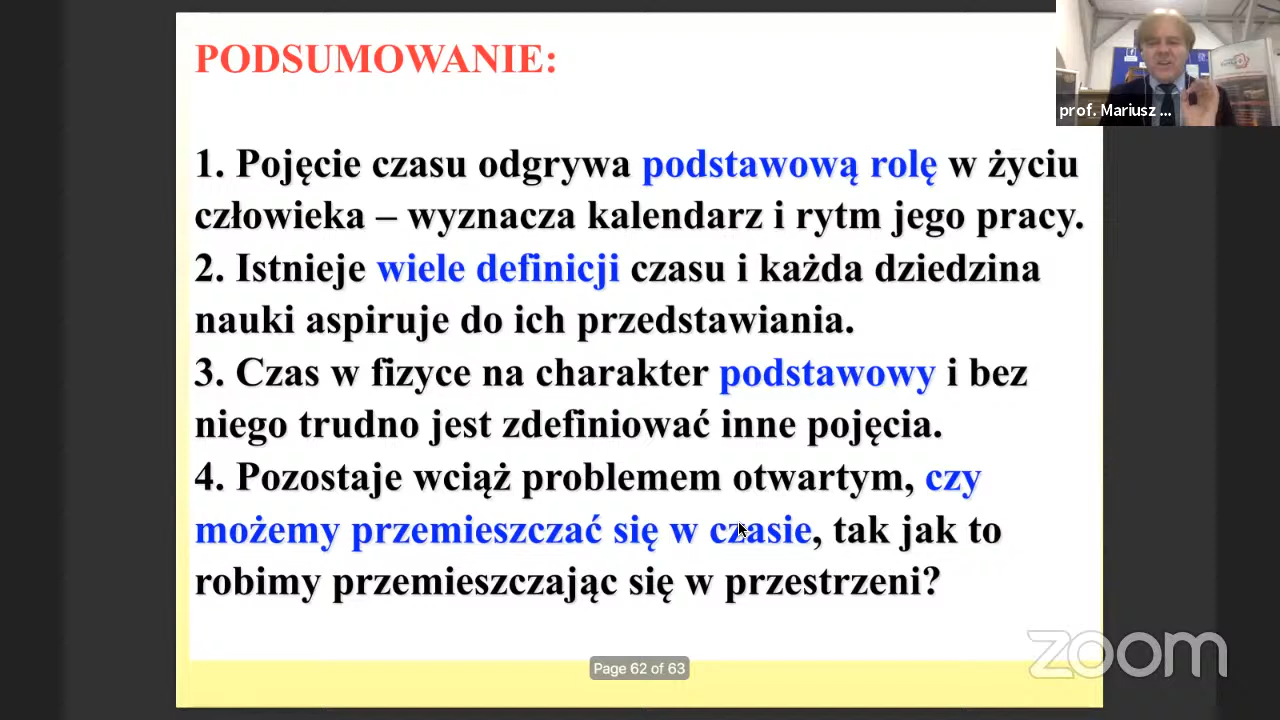 PODSUMOWANIE:
prof. Mariusz ...
1. Pojęcie czasu odgrywa podstawową rolę w życiu
człowieka – wyznacza kalendarz i rytm jego pracy.
2. Istnieje wiele definicji czasu i każda dziedzina
nauki aspiruje do ich przedstawiania.
3. Czas w fizyce na charakter podstawowy i bez
niego trudno jest zdefiniować inne pojęcia.
4. Pozostaje wciąż problemem otwartym, czy
możemy przemieszczać się w czasie, tak jak to
robimy przemieszczając się w przestrzeni?
zoom
Page 62 of 63